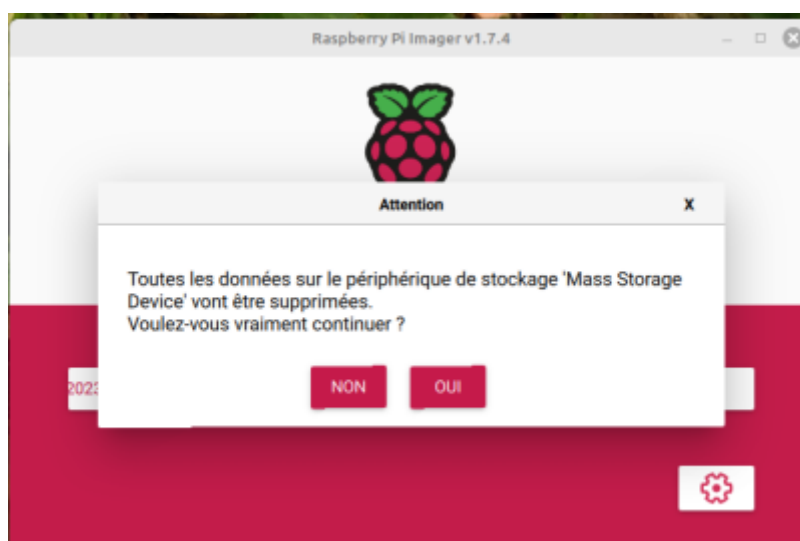 Raspberry Pi Imager v1.7.4
Attention
X
Toutes les données sur le périphérique de stockage 'Mass Storage
Device' vont être supprimées.
Voulez-vous vraiment continuer ?
NON
OUI
2023